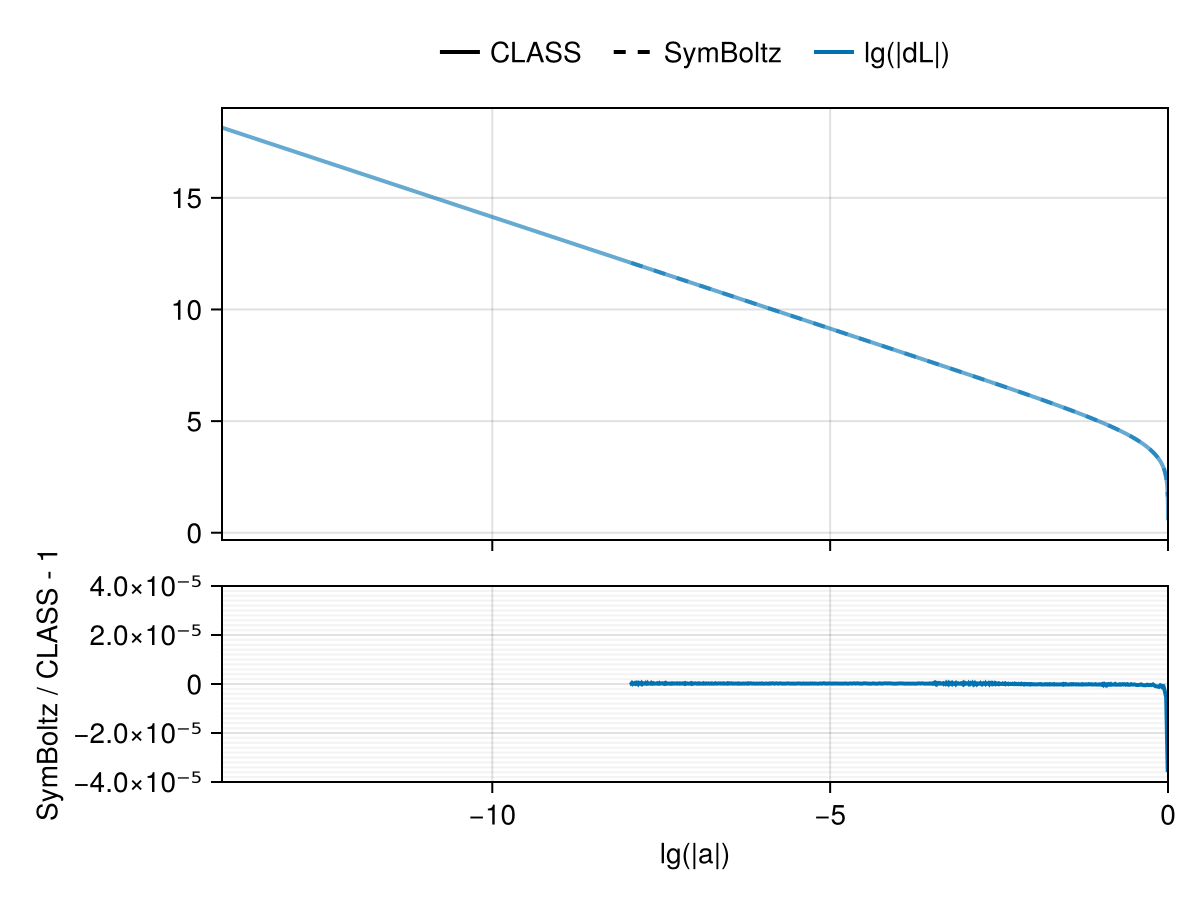 CLASS SymBoltz lg(|dL|)
15
10
5
0
SymBoltz / CLASS - 1
4.0×10⁻⁵
2.0×10⁻⁵
0
−2.0×10⁻⁵
−4.0×10⁻⁵
−10 −5 0
lg(|a|)